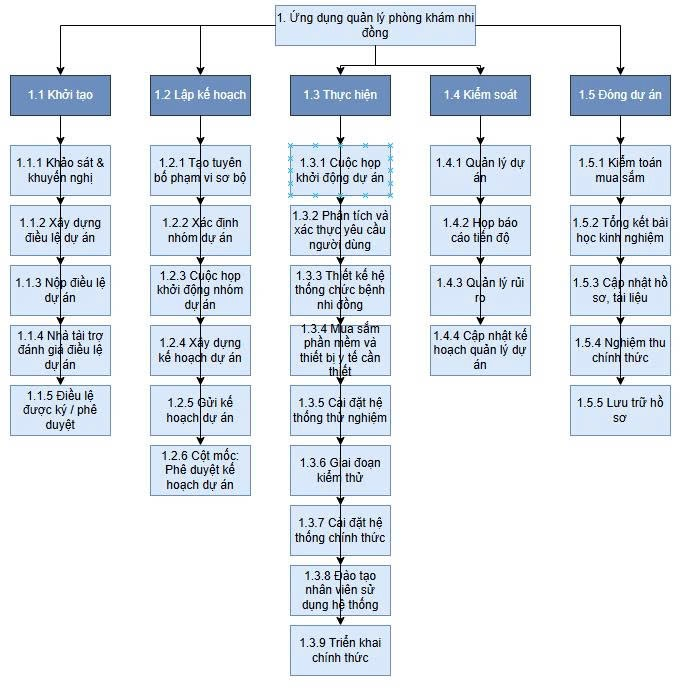 1. Ứng dụng quản lý phòng khám nhi
đồng
1.1 Khởi tạo
1.2 Lập kế hoạch
1.3 Thực hiện
1.4 Kiểm soát
1.5 Đóng dự án
1.1.1 Khảo sát &
khuyến nghị
1.1.2 Xây dựng
điều lệ dự án
1.1.3 Nộp điều lệ
dự án
1.1.4 Nhà tài trợ
đánh giá điều lệ
dự án
1.1.5 Điều lệ
được ký / phê
duyệt
1.2.1 Tạo tuyên
bố phạm vi sơ bộ
1.2.2 Xác định
nhóm dự án
1.2.3 Cuộc họp
khởi động nhóm
dự án
1.2.4 Xây dựng
kế hoạch dự án
1.2.5 Gửi kế
hoạch dự án
1.2.6 Cột mốc:
Phê duyệt kế
hoạch dự án
1.3.1 Cuộc họp
khởi động dự án
1.3.2 Phân tích và
xác thực yêu cầu
người dùng
1.3.3 Thiết kế hệ
thống chức bệnh
nhi đồng
1.3.4 Mua sắm
phần mềm và
thiết bị y tế cần
thiết
1.3.5 Cài đặt hệ
thống thử nghiệm
1.3.6 Giai đoạn
kiểm thử
1.3.7 Cài đặt hệ
thống chính thức
1.3.8 Đào tạo
nhân viên sử
dụng hệ thống
1.3.9 Triển khai
chính thức
1.4.1 Quản lý dự
án
1.4.2 Họp báo
cáo tiến độ
1.4.3 Quản lý rủi
ro
1.4.4 Cập nhật kế
hoạch quản lý dự
án
1.5.1 Kiểm toán
mua sắm
1.5.2 Tổng kết bài
học kinh nghiệm
1.5.3 Cập nhật hồ
sơ, tài liệu
1.5.4 Nghiệm thu
chính thức
1.5.5 Lưu trữ hồ
sơ